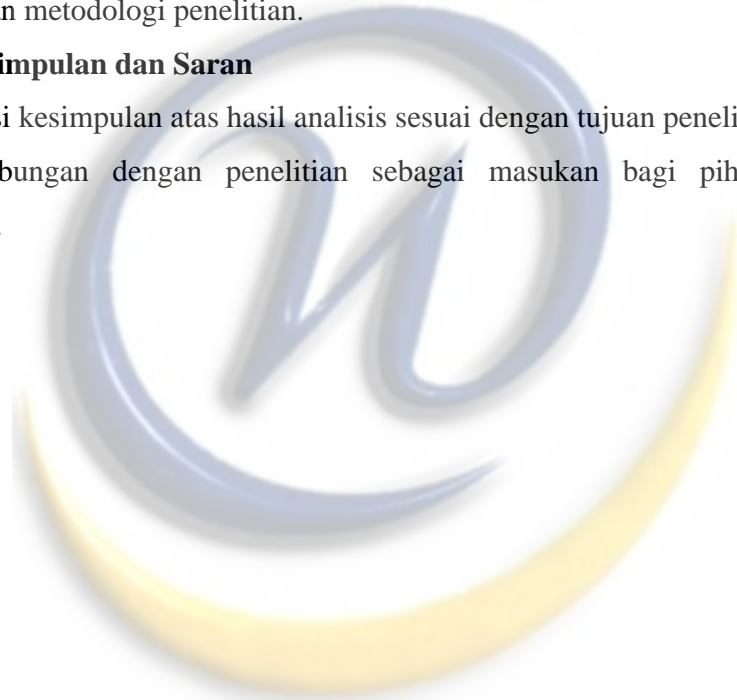 n metodologi penelitian.
impulan dan Saran
i kesimpulan atas hasil analisis sesuai dengan tujuan peneli
bungan dengan penelitian sebagai masukan bagi pih
.